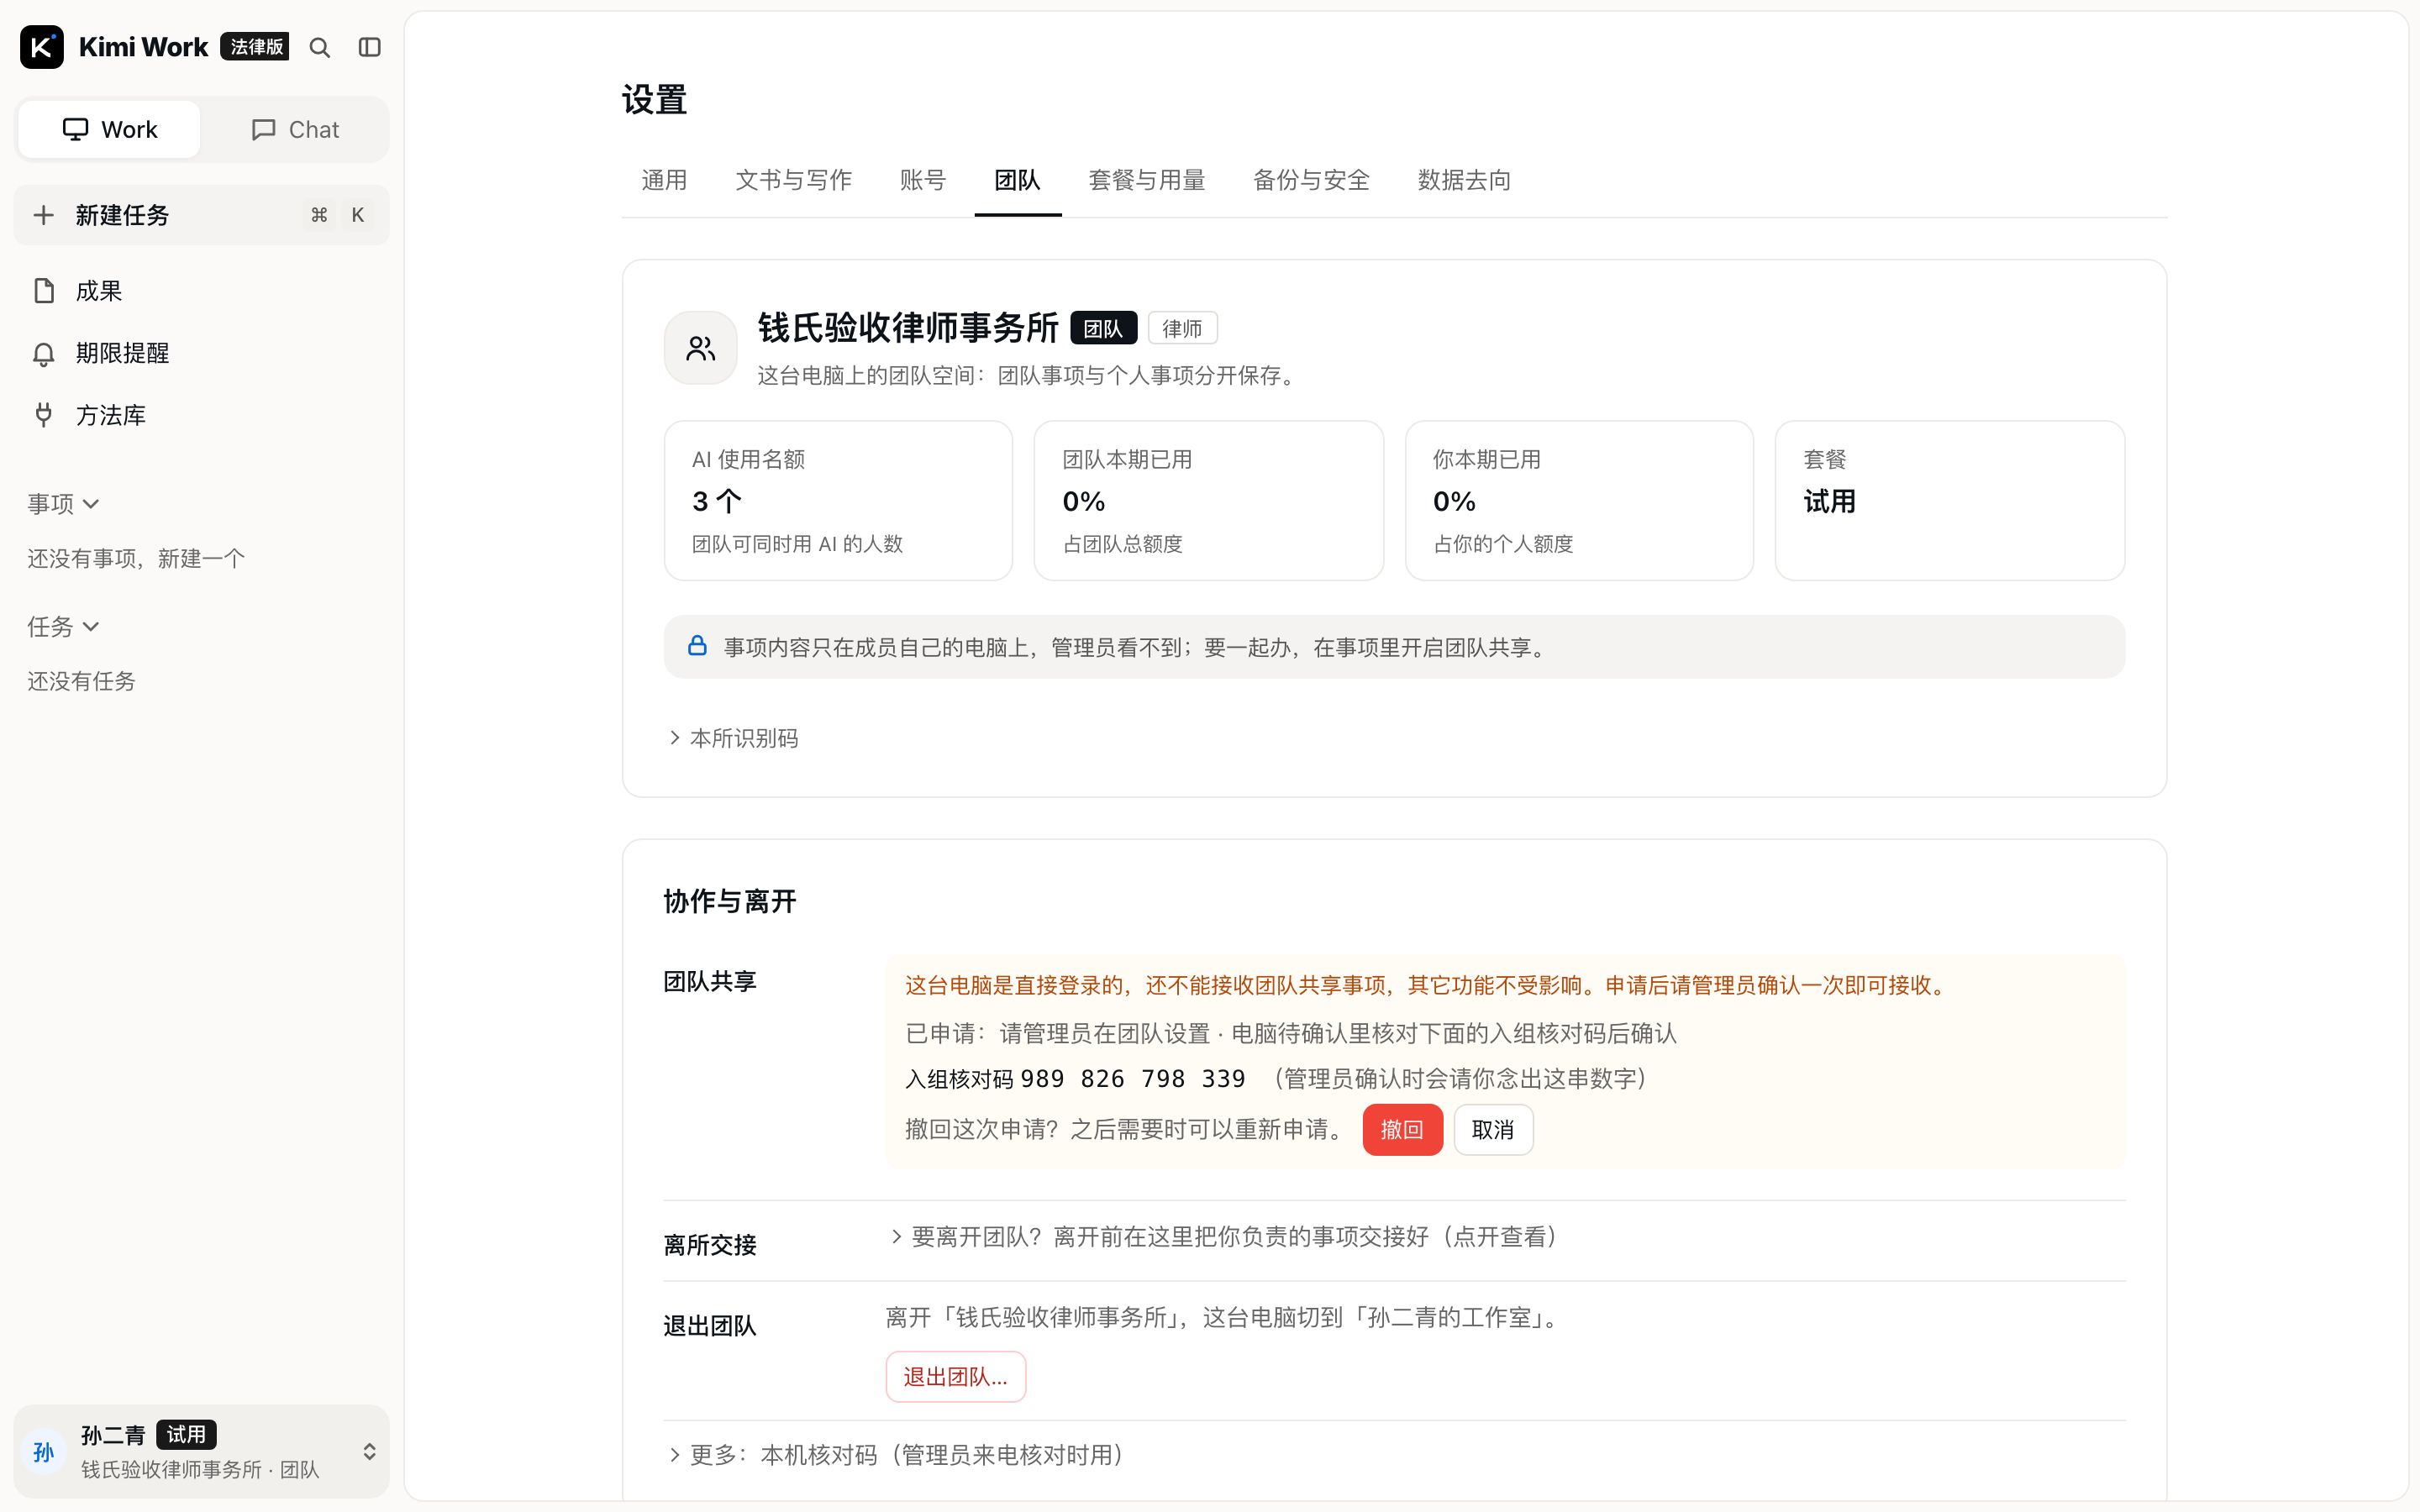 Kimi Work 法律版
Work
Chat
新建任务 ⌘ K
成果
期限提醒
方法库
事项
还没有事项，新建一个
任务
还没有任务
孙
孙二青 试用
钱氏验收律师事务所 · 团队
设置
通用 文书与写作 账号 团队 套餐与用量 备份与安全 数据去向
钱氏验收律师事务所 团队 律师
这台电脑上的团队空间：团队事项与个人事项分开保存。
AI 使用名额
3 个
团队可同时用 AI 的人数
团队本期已用
0%
占团队总额度
你本期已用
0%
占你的个人额度
套餐
试用
事项内容只在成员自己的电脑上，管理员看不到；要一起办，在事项里开启团队共享。
本所识别码
协作与离开
团队共享
这台电脑是直接登录的，还不能接收团队共享事项，其它功能不受影响。申请后请管理员确认一次即可接收。
已申请：请管理员在团队设置 · 电脑待确认里核对下面的入组核对码后确认
入组核对码 989 826 798 339 （管理员确认时会请你念出这串数字）
撤回这次申请？之后需要时可以重新申请。 撤回 取消
离所交接
要离开团队？离开前在这里把你负责的事项交接好（点开查看）
退出团队
离开「钱氏验收律师事务所」，这台电脑切到「孙二青的工作室」。
退出团队...
更多：本机核对码（管理员来电核对时用）